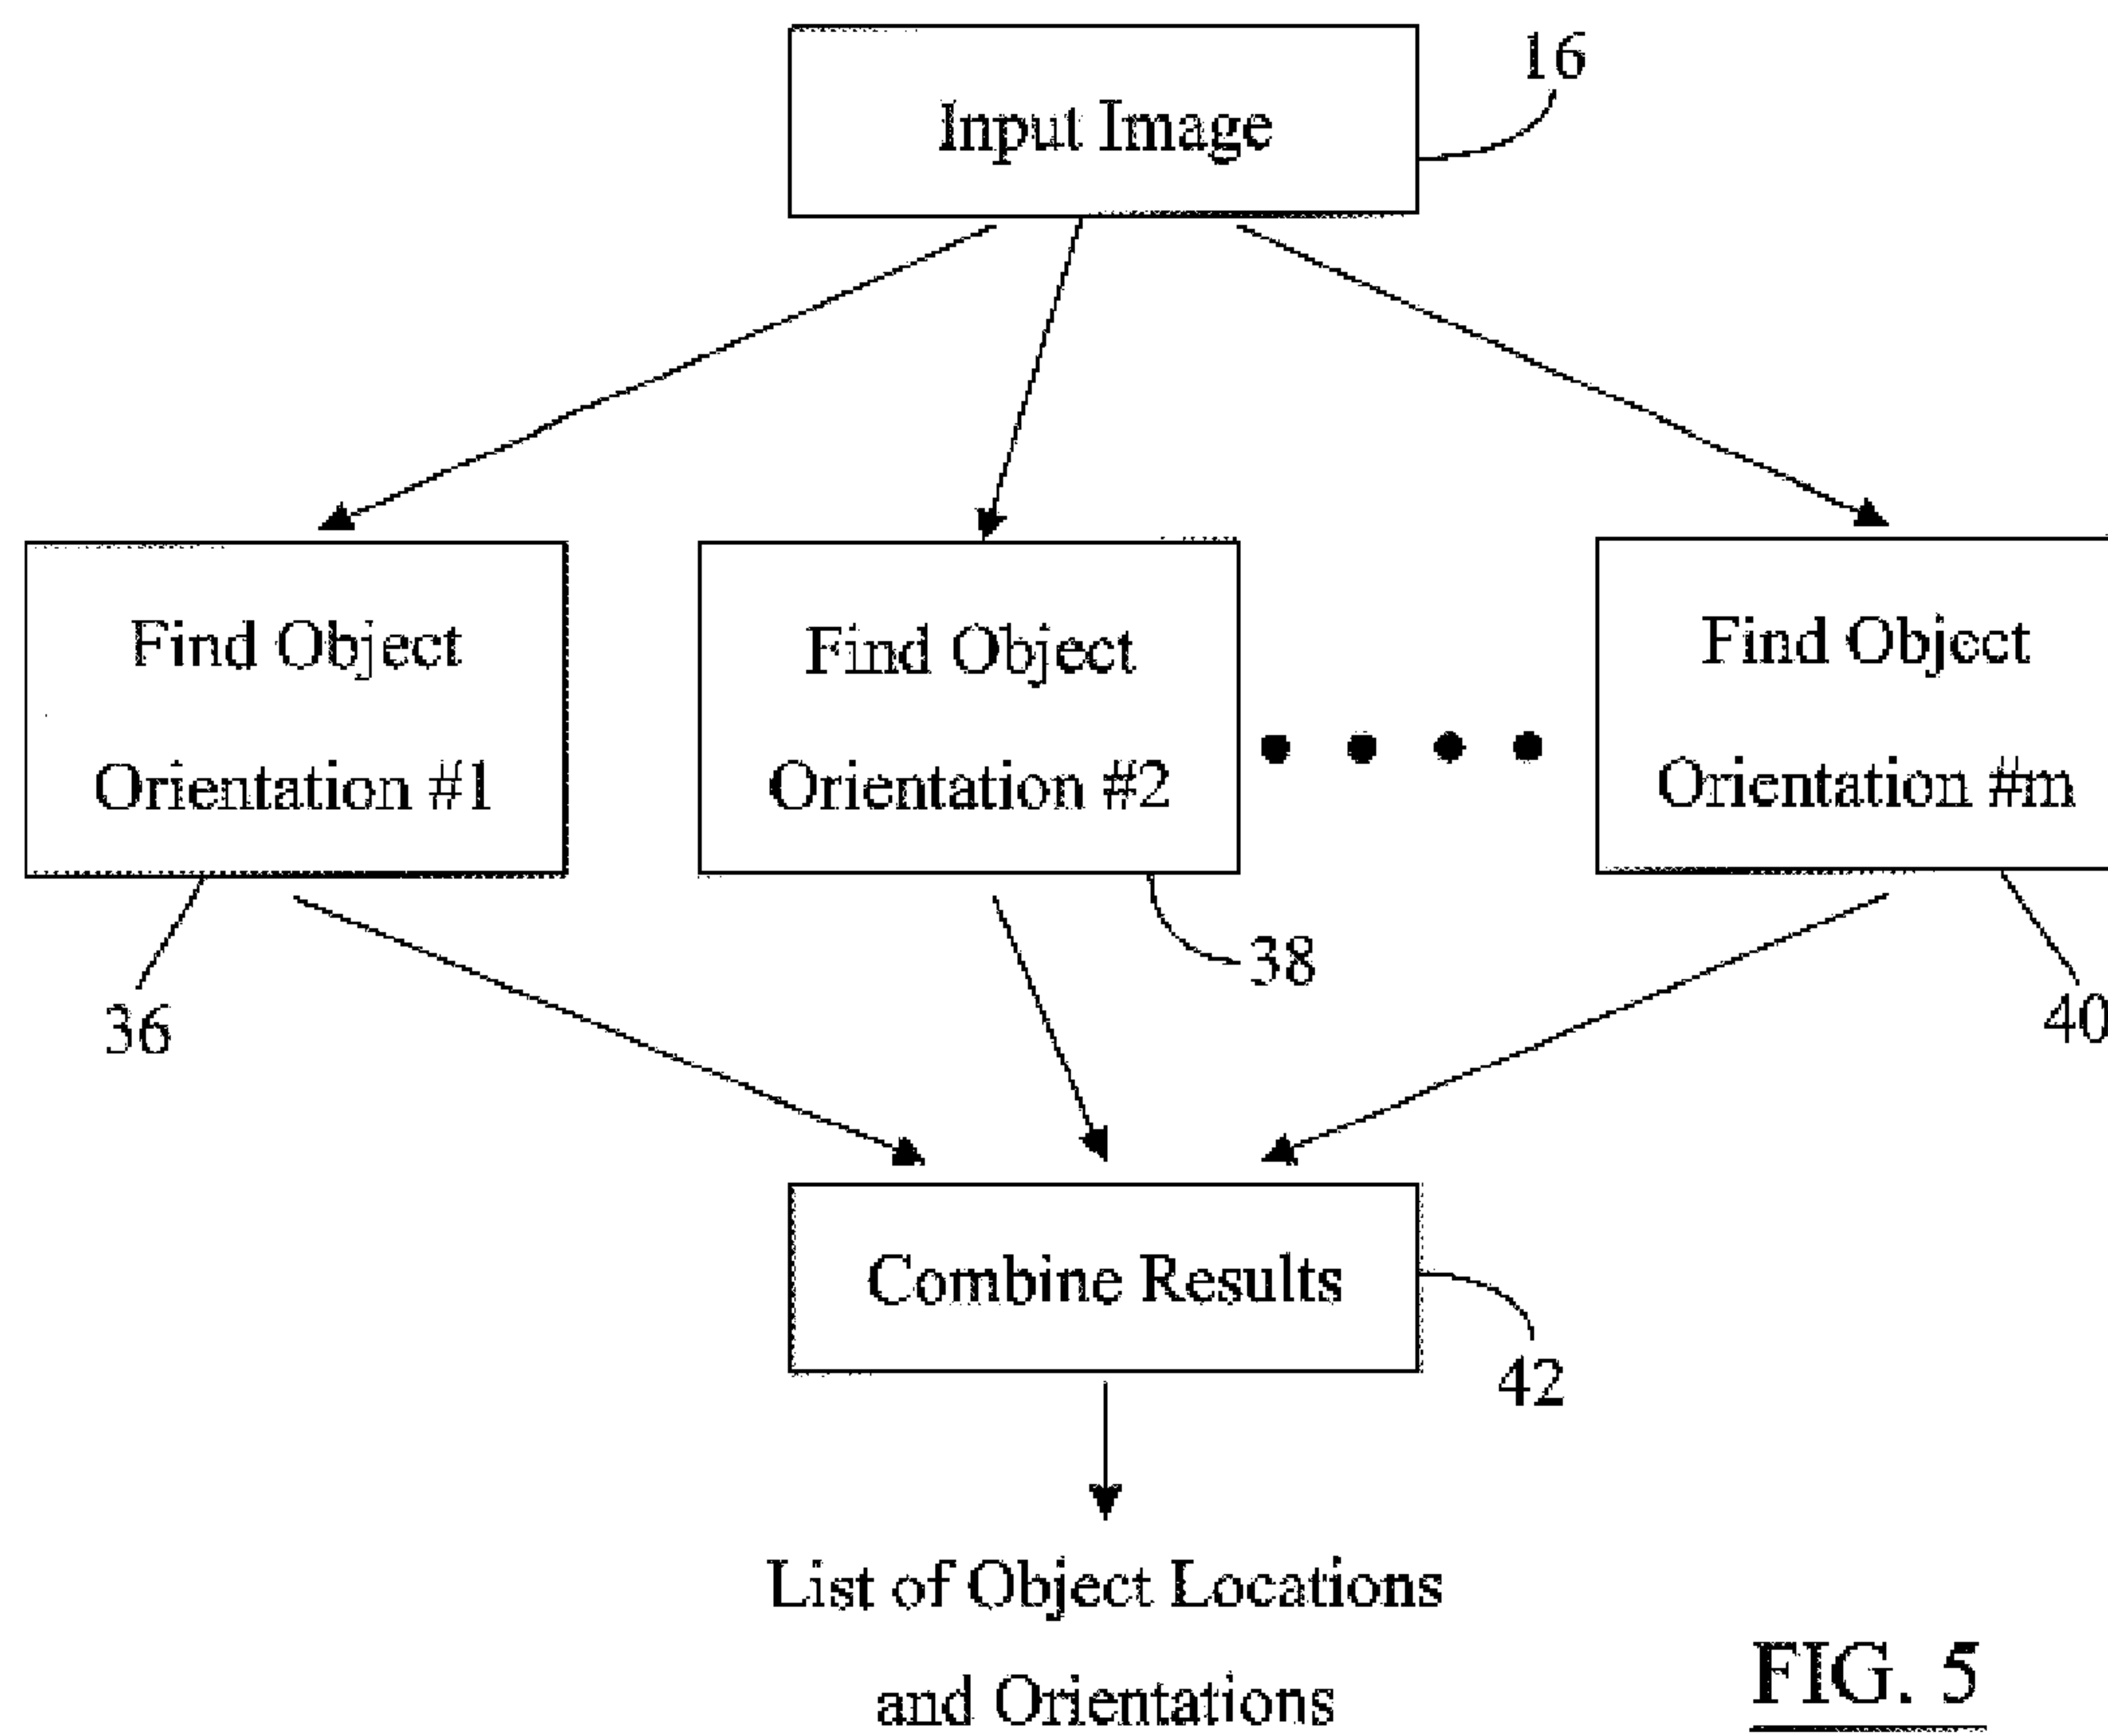 16
Input Image
Find Object
Orientation #1
Find Object
Orientation #2
Find Object
Orientation #m
36
38
40
Combine Results
42
List of Object Locations
and Orientations
FIG. 5